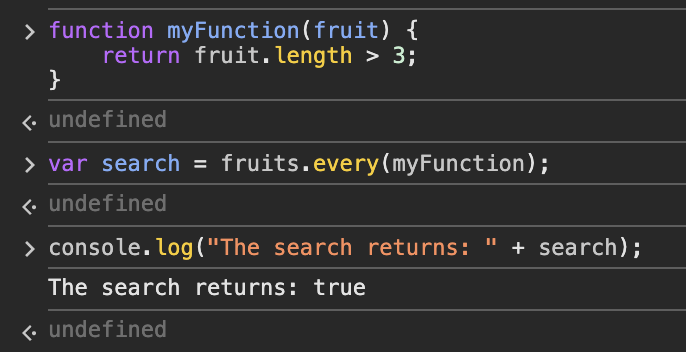 function myFunction(fruit) {
    return fruit.length > 3;
}
undefined
var search = fruits.every(myFunction);
undefined
console.log("The search returns: " + search);
The search returns: true
undefined